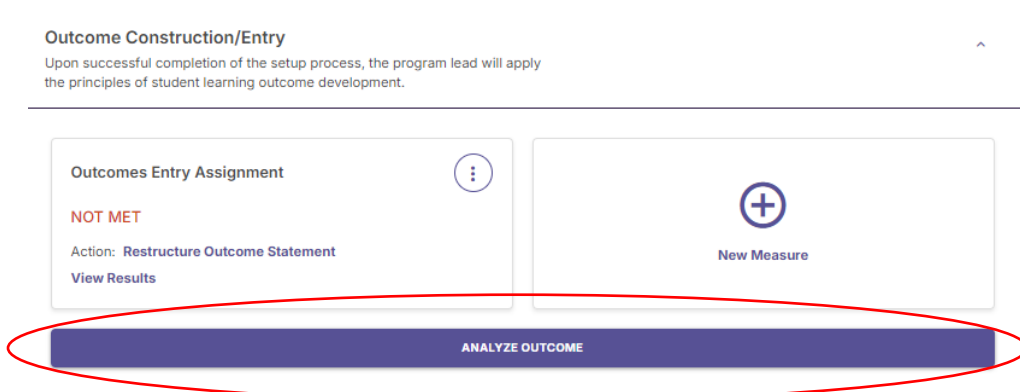 Outcome Construction/Entry
Upon successful completion of the setup process, the program lead will apply
the principles of student learning outcome development.
Outcomes Entry Assignment
NOT MET
Action: Restructure Outcome Statement
View Results
New Measure
ANALYZE OUTCOME